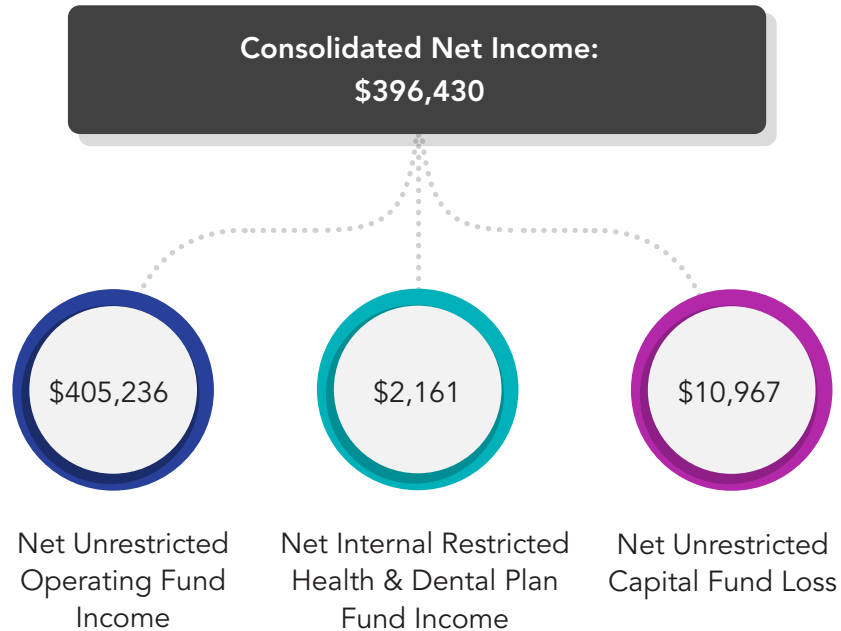 Consolidated Net Income:
$396,430
$405,236
$2,161
$10,967
Net Unrestricted
Operating Fund
Income
Net Internal Restricted
Health & Dental Plan
Fund Income
Net Unrestricted
Capital Fund Loss